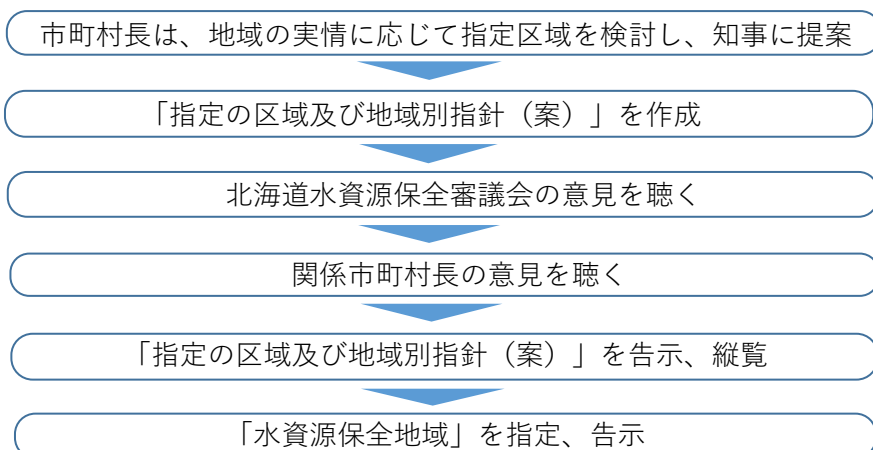 市町村長は、地域の実情に応じて指定区域を検討し、知事に提案
「指定の区域及び地域別指針（案）」を作成
北海道水資源保全審議会の意見を聴く
関係市町村長の意見を聴く
「指定の区域及び地域別指針（案）」を告示、縦覧
「水資源保全地域」を指定、告示